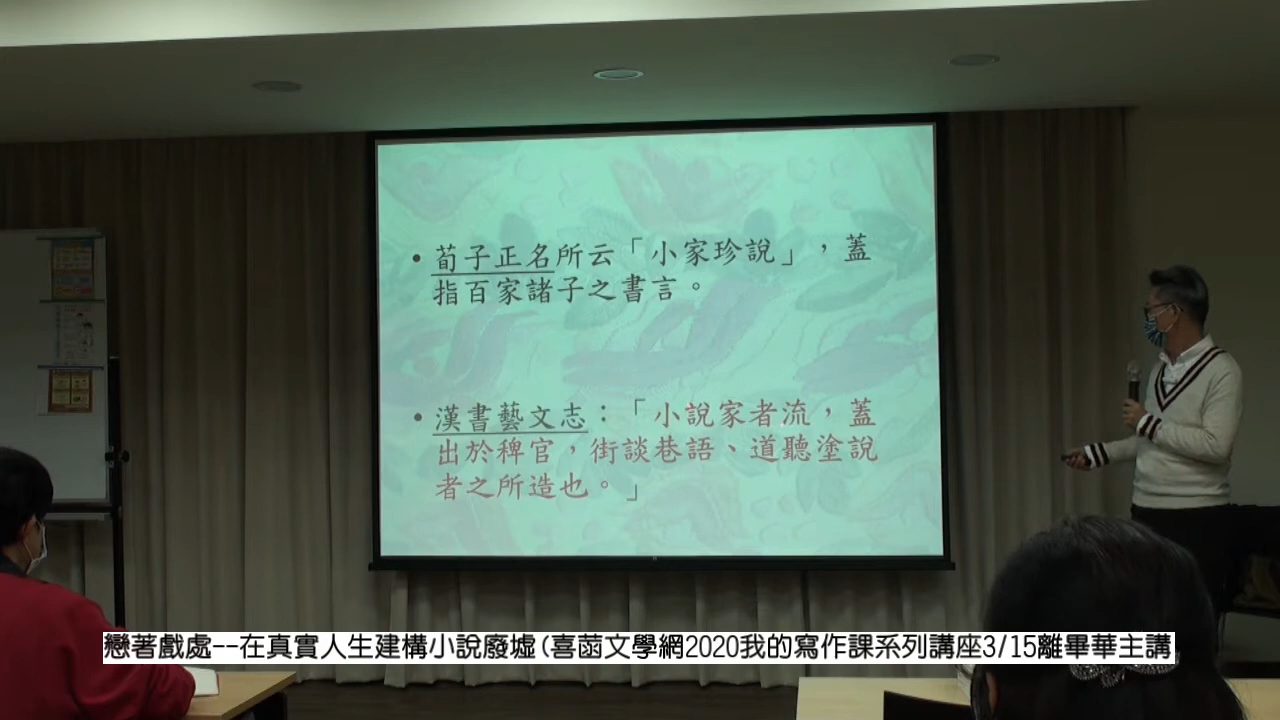 • 荀子正名所云「小家珍說」，蓋
指百家諸子之書言。
• 漢書藝文志：「小說家者流，蓋
出於稗官，街談巷語、道聽塗說
者之所造也。」
戀著戲處--在真實人生建構小說廢墟(喜菡文學網2020我的寫作課系列講座3/15離畢華主講